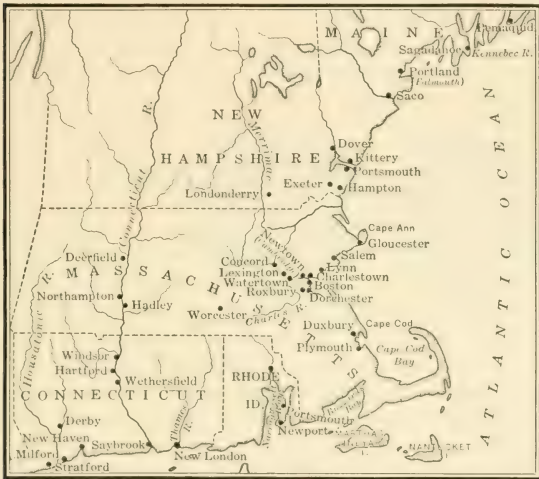 MAINE
Pemaquid
Sagadahoc
Kennebec R.
Portland
(Falmouth)
Saco
NEW
HAMPSHIRE
Connecticut R.
Merrimac
Dover
Kittery
Portsmouth
Exeter
Hampton
Londonderry
ATLANTIC OCEAN
Cape Ann
Gloucester
Newtown
(Cambridge)
Salem
Concord
Lynn
Lexington
Charlestown
Watertown
Boston
Roxbury
Dorchester
Deerfield
MASSACHUSETTS
Northampton
Hadley
Worcester
Charles R.
Housatonic R.
Duxbury
Cape Cod
Plymouth
Cape Cod
Bay
Windsor
Hartford
Wethersfield
CONNECTICUT
RHODE
ID.
Portsmouth
Newport
Derby
Thames
R.
New Haven
Saybrook
Milford
New London
Stratford
NANTUCKET
I.